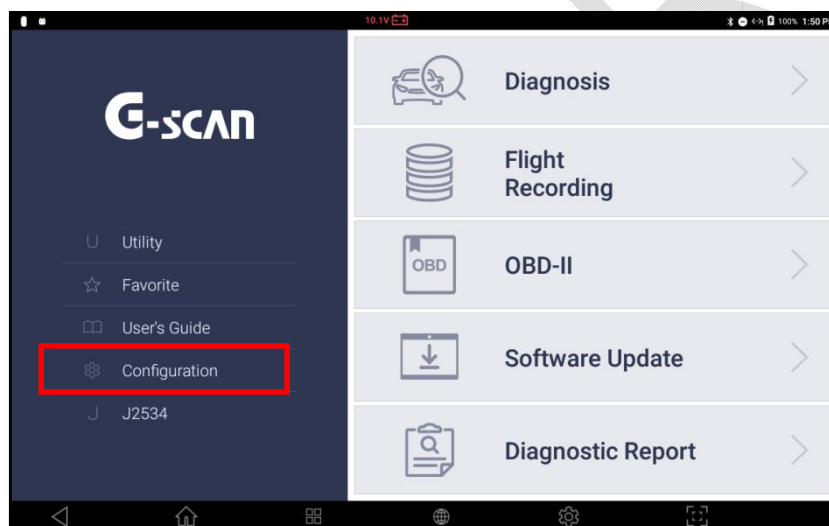 10.1V
100% 1:50 P
G-scan
U Utility
Favorite
User's Guide
Configuration
J J2534
Diagnosis
Flight
Recording
OBD
OBD-II
Software Update
Diagnostic Report